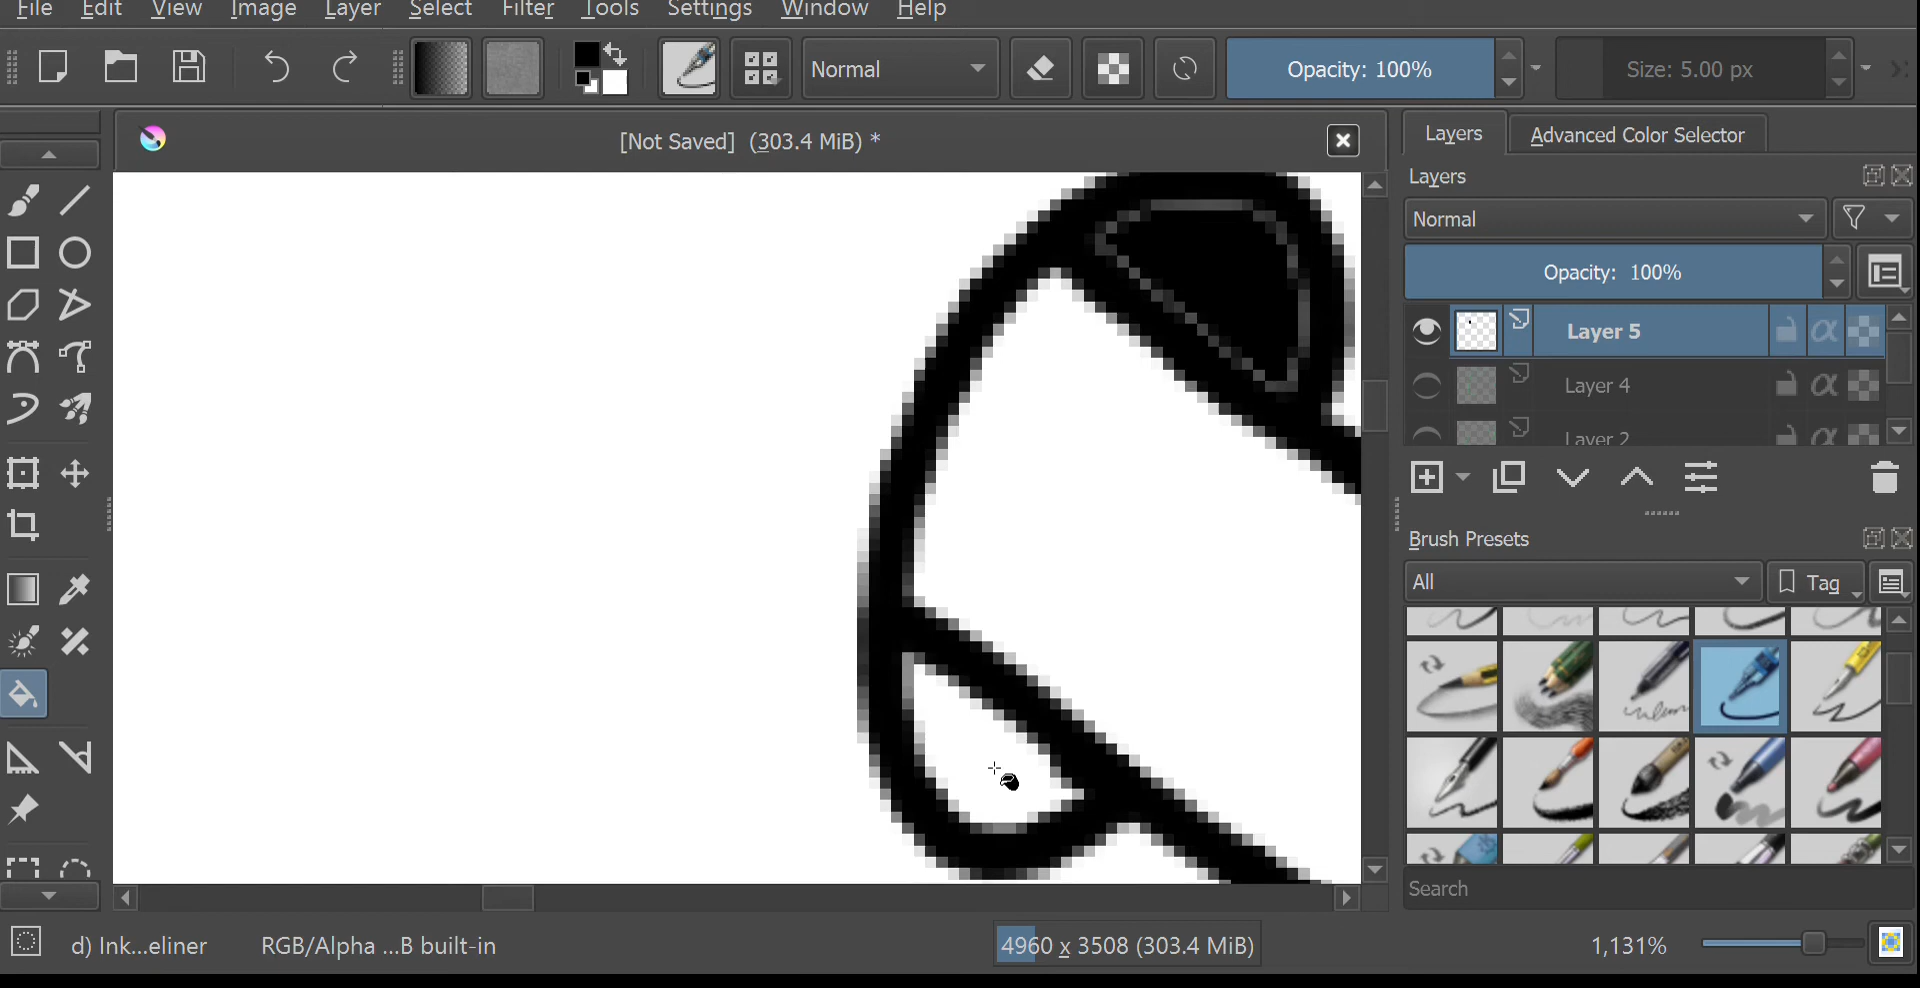 File Edit View Image Layer Select Filter Tools Settings Window Help
Normal Opacity: 100% Size: 5.00 px
[Not Saved] (303.4 MiB) *
Layers Advanced Color Selector
Layers
Normal
Opacity: 100%
Layer 5
Layer 4
Layer 2
Brush Presets
All Tag
Search
d) Ink...eliner RGB/Alpha ...B built-in 4960 x 3508 (303.4 MiB) 1,131%